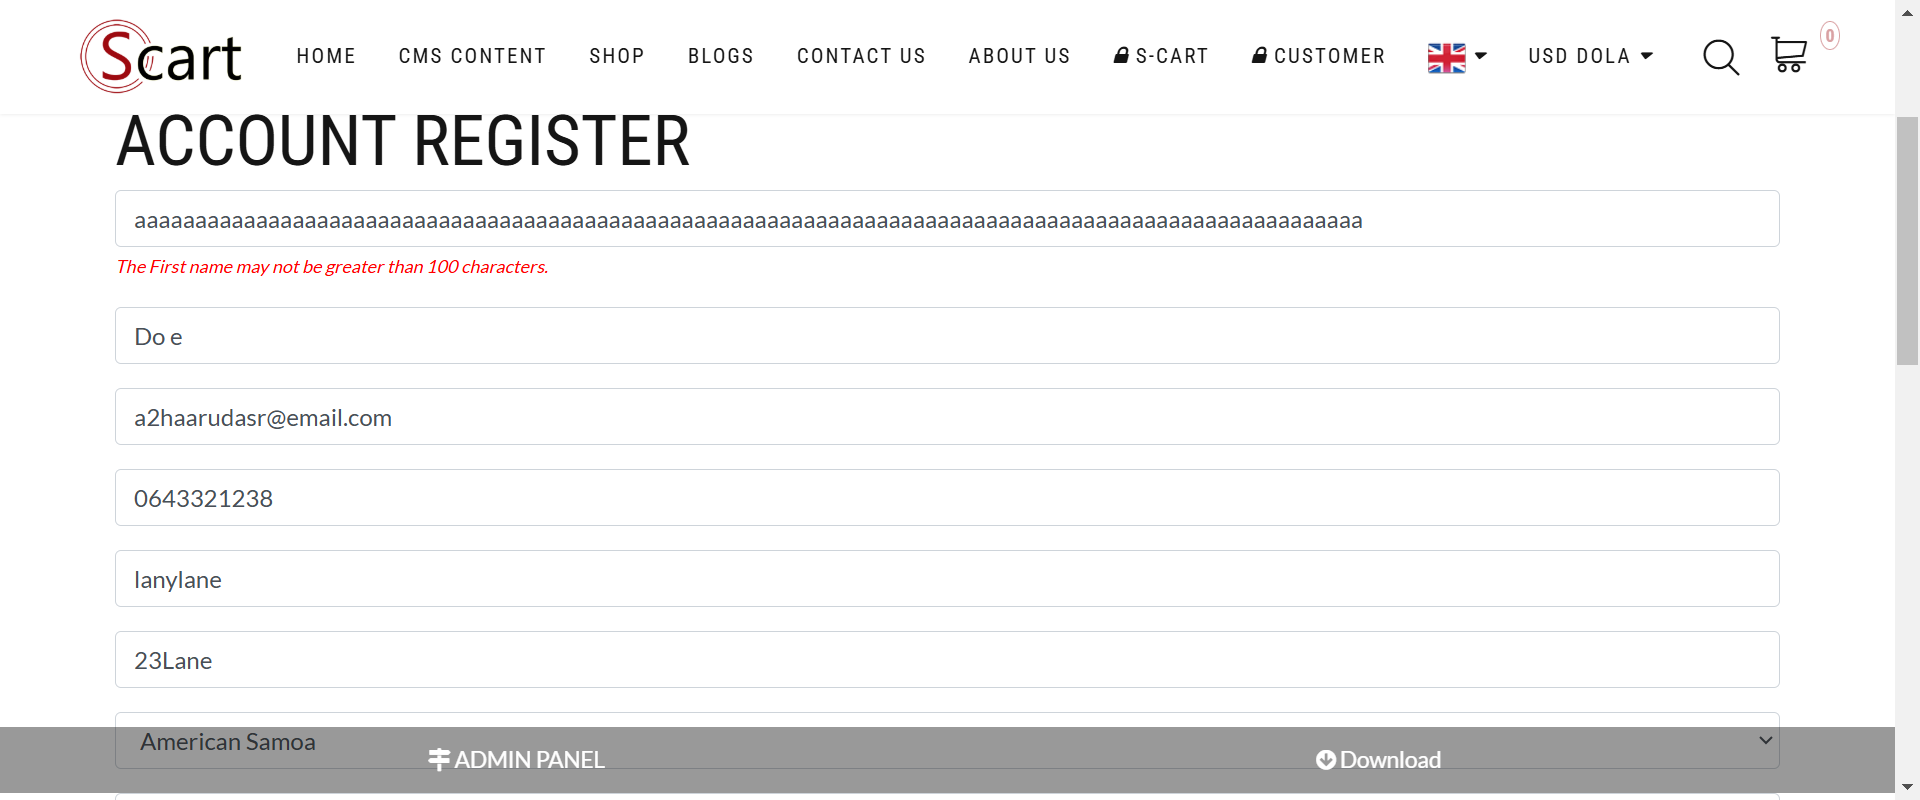 Scart
HOME
CMS CONTENT
SHOP
BLOGS
CONTACT US
ABOUT US
S-CART
CUSTOMER
USD DOLA
0
ACCOUNT REGISTER
aaaaaaaaaaaaaaaaaaaaaaaaaaaaaaaaaaaaaaaaaaaaaaaaaaaaaaaaaaaaaaaaaaaaaaaaaaaaaaaaaaaaaaaaaaaaaaaaaaaaa
The First name may not be greater than 100 characters.
Do e
a2haarudasr@email.com
0643321238
lanylane
23Lane
American Samoa
ADMIN PANEL
Download